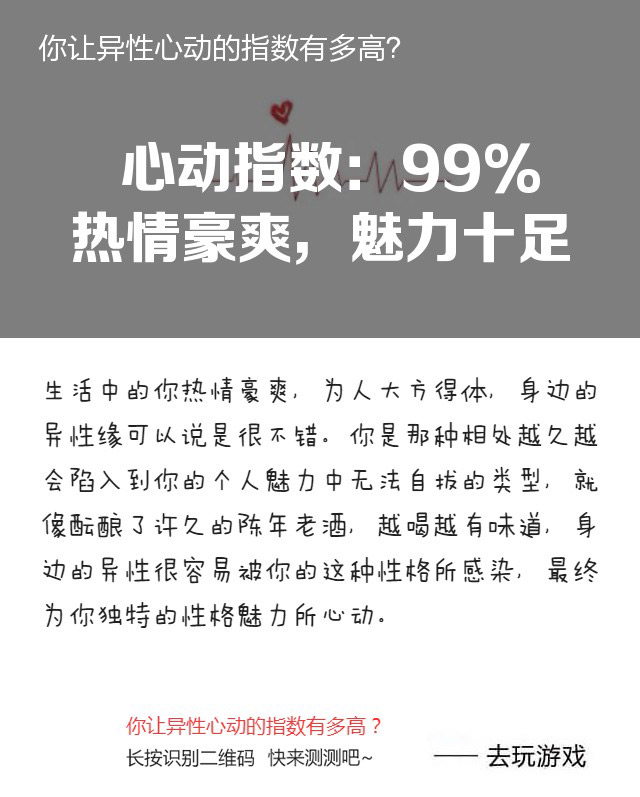 你让异性心动的指数有多高？
心动指数：99%
热情豪爽，魅力十足
生活中的你热情豪爽，为人大方得体，身边的
异性缘可以说是很不错。你是那种相处越久越
会陷入到你的个人魅力中无法自拔的类型，就
像酝酿了许久的陈年老酒，越喝越有味道，身
边的异性很容易被你的这种性格所感染，最终
为你独特的性格魅力所心动。
你让异性心动的指数有多高？
长按识别二维码 快来测测吧~
—— 去玩游戏